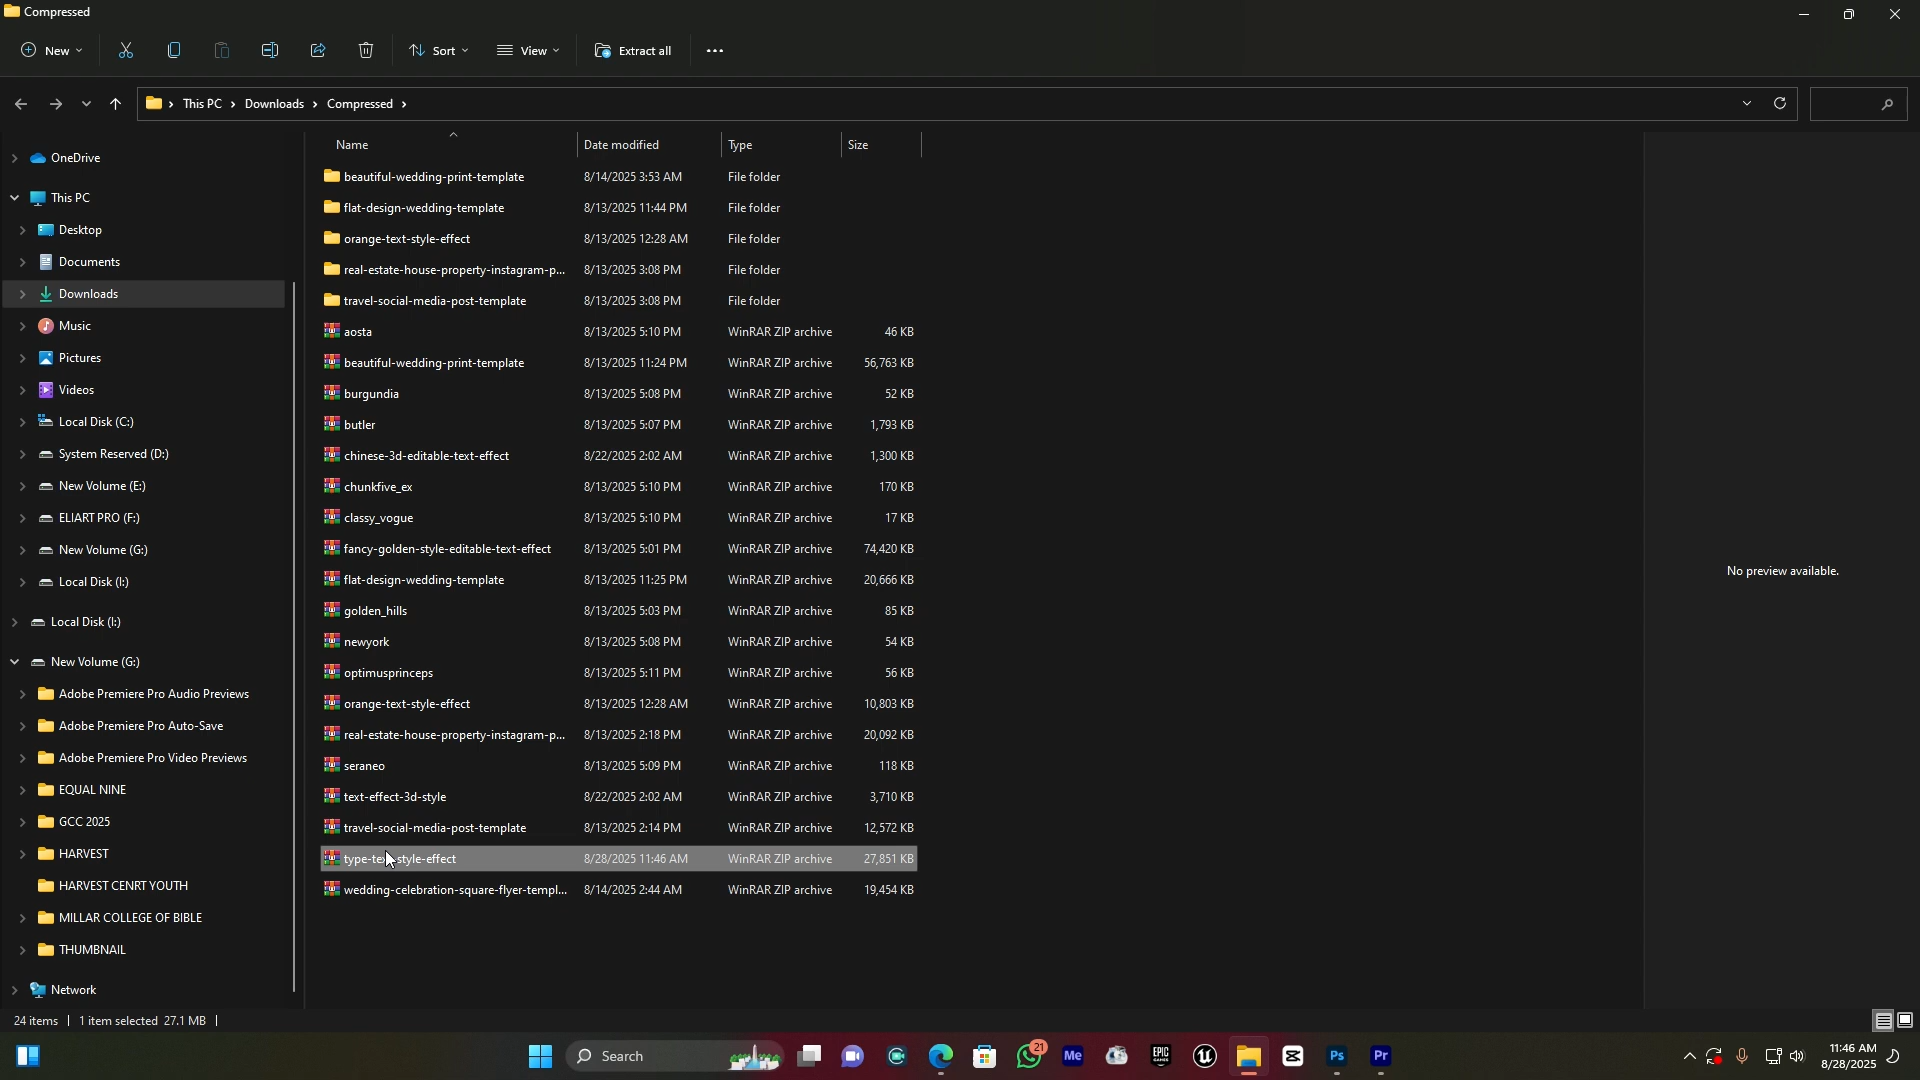 Compressed
New
Sort
View
Extract all
This PC > Downloads > Compressed >
OneDrive
This PC
Desktop
Documents
Downloads
Music
Pictures
Videos
Local Disk (C:)
System Reserved (D:)
New Volume (E:)
ELIART PRO (F:)
New Volume (G:)
Local Disk (I:)
Local Disk (I:)
New Volume (G:)
Adobe Premiere Pro Audio Previews
Adobe Premiere Pro Auto-Save
Adobe Premiere Pro Video Previews
EQUAL NINE
GCC 2025
HARVEST
HARVEST CENRT YOUTH
MILLAR COLLEGE OF BIBLE
THUMBNAIL
Network
Name Date modified Type Size
beautiful-wedding-print-template 8/14/2025 3:53 AM File folder
flat-design-wedding-template 8/13/2025 11:44 PM File folder
orange-text-style-effect 8/13/2025 12:28 AM File folder
real-estate-house-property-instagram-p... 8/13/2025 3:08 PM File folder
travel-social-media-post-template 8/13/2025 3:08 PM File folder
aosta 8/13/2025 5:10 PM WinRAR ZIP archive 46 KB
beautiful-wedding-print-template 8/13/2025 11:24 PM WinRAR ZIP archive 56,763 KB
burgundia 8/13/2025 5:08 PM WinRAR ZIP archive 52 KB
butler 8/13/2025 5:07 PM WinRAR ZIP archive 1,793 KB
chinese-3d-editable-text-effect 8/22/2025 2:02 AM WinRAR ZIP archive 1,300 KB
chunkfive_ex 8/13/2025 5:10 PM WinRAR ZIP archive 170 KB
classy_vogue 8/13/2025 5:10 PM WinRAR ZIP archive 17 KB
fancy-golden-style-editable-text-effect 8/13/2025 5:01 PM WinRAR ZIP archive 74,420 KB
flat-design-wedding-template 8/13/2025 11:25 PM WinRAR ZIP archive 20,666 KB
golden_hills 8/13/2025 5:03 PM WinRAR ZIP archive 85 KB
newyork 8/13/2025 5:08 PM WinRAR ZIP archive 54 KB
optimusprinceps 8/13/2025 5:11 PM WinRAR ZIP archive 56 KB
orange-text-style-effect 8/13/2025 12:28 AM WinRAR ZIP archive 10,803 KB
real-estate-house-property-instagram-p... 8/13/2025 2:18 PM WinRAR ZIP archive 20,092 KB
seraneo 8/13/2025 5:09 PM WinRAR ZIP archive 118 KB
text-effect-3d-style 8/22/2025 2:02 AM WinRAR ZIP archive 3,710 KB
travel-social-media-post-template 8/13/2025 2:14 PM WinRAR ZIP archive 12,572 KB
type-text-style-effect 8/28/2025 11:46 AM WinRAR ZIP archive 27,851 KB
wedding-celebration-square-flyer-templ... 8/14/2025 2:44 AM WinRAR ZIP archive 19,454 KB
No preview available.
24 items | 1 item selected 27.1 MB |
Search
21
Me
EPIC GAMES
Ps
Pr
11:46 AM
8/28/2025